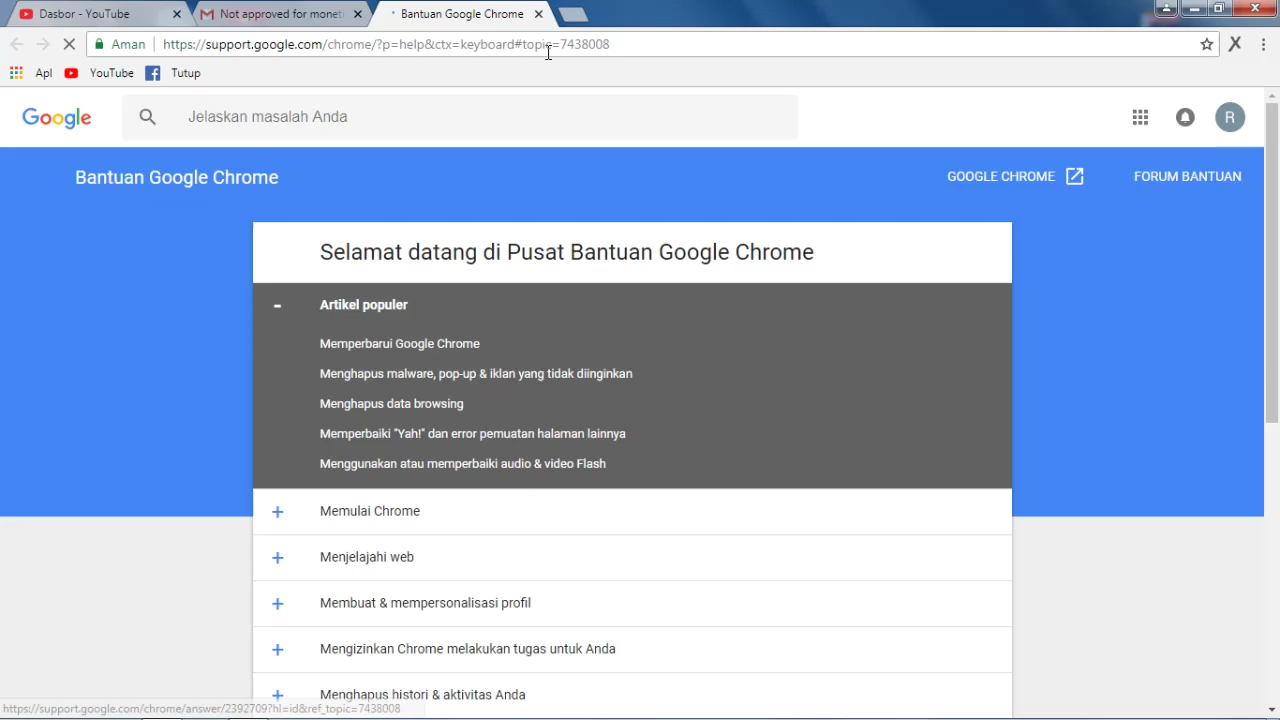 Dasbor - YouTube
Not approved for moneti
Bantuan Google Chrome
Aman
https://support.google.com/chrome/?p=help&ctx=keyboard#topic=7438008
Apl
YouTube
Tutup
Google
Jelaskan masalah Anda
R
Bantuan Google Chrome
GOOGLE CHROME
FORUM BANTUAN
Selamat datang di Pusat Bantuan Google Chrome
Artikel populer
Memperbarui Google Chrome
Menghapus malware, pop-up & iklan yang tidak diinginkan
Menghapus data browsing
Memperbaiki "Yah!" dan error pemuatan halaman lainnya
Menggunakan atau memperbaiki audio & video Flash
Memulai Chrome
Menjelajahi web
Membuat & mempersonalisasi profil
Mengizinkan Chrome melakukan tugas untuk Anda
Menghapus histori & aktivitas Anda
https://support.google.com/chrome/answer/2392709?hl=id&ref_topic=7438008